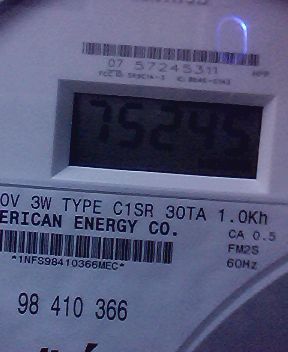 07 57245311
75245
0V 3W TYPE C1SR 30TA 1.0Kh
ERICAN ENERGY CO. CA 0.5
FM2S
*1NFS98410366MEC* 60Hz
98 410 366